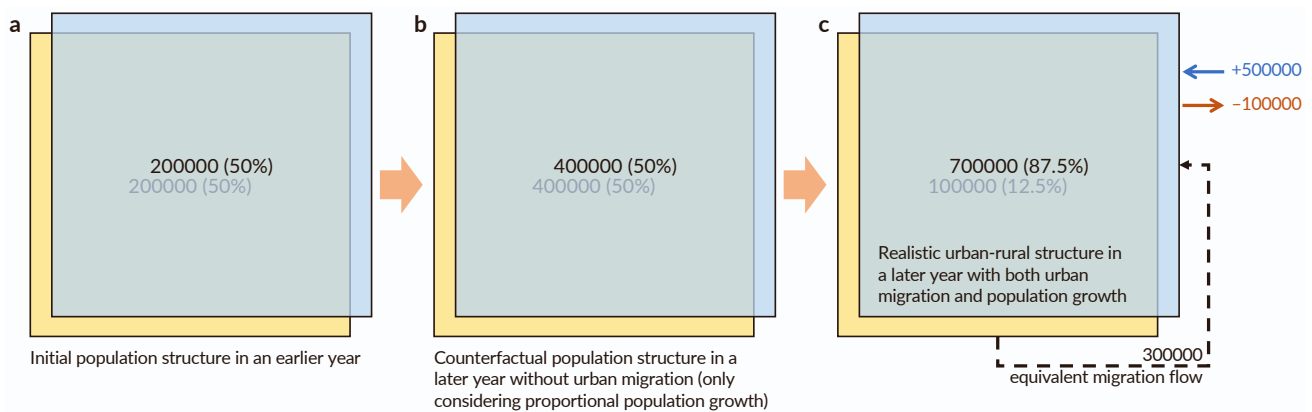 a
200000 (50%)
200000 (50%)
Initial population structure in an earlier year
b
400000 (50%)
400000 (50%)
Counterfactual population structure in a
later year without urban migration (only
considering proportional population growth)
c
+500000
–100000
700000 (87.5%)
100000 (12.5%)
Realistic urban-rural structure in
a later year with both urban
migration and population growth
300000
equivalent migration flow